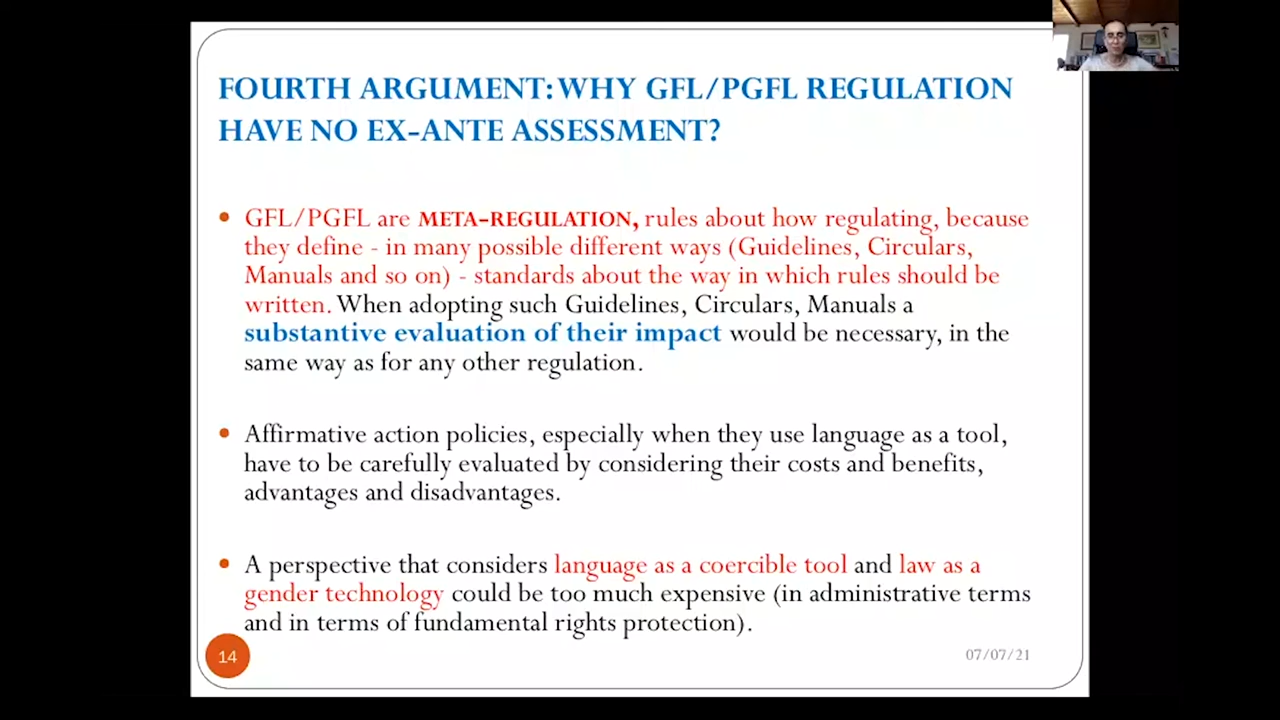 FOURTH ARGUMENT: WHY GFL/PGFL REGULATION
HAVE NO EX-ANTE ASSESSMENT?
• GFL/PGFL are META-REGULATION, rules about how regulating, because
they define - in many possible different ways (Guidelines, Circulars,
Manuals and so on) - standards about the way in which rules should be
written. When adopting such Guidelines, Circulars, Manuals a
substantive evaluation of their impact would be necessary, in the
same way as for any other regulation.
• Affirmative action policies, especially when they use language as a tool,
have to be carefully evaluated by considering their costs and benefits,
advantages and disadvantages.
• A perspective that considers language as a coercible tool and law as a
gender technology could be too much expensive (in administrative terms
and in terms of fundamental rights protection).
14
07/07/21